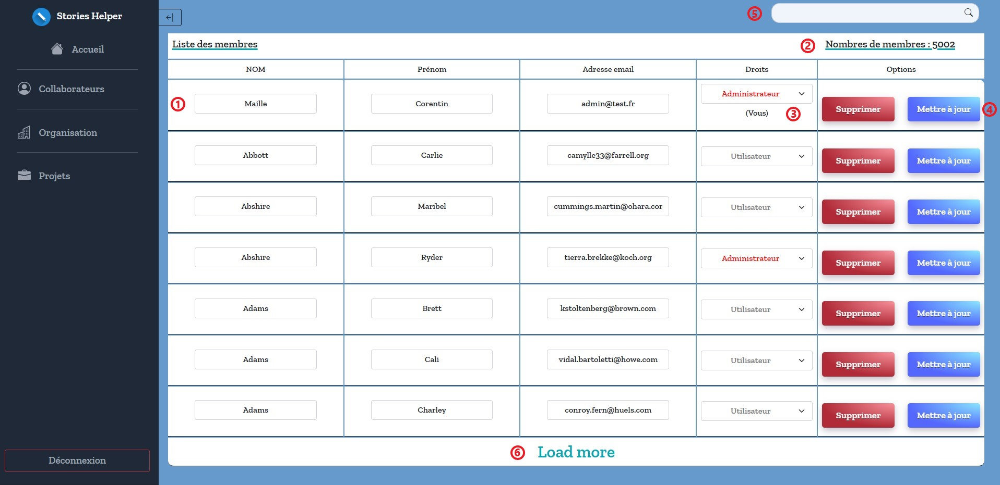 Stories Helper
Accueil
Collaborateurs
Organisation
Projets
Déconnexion
5
Liste des membres
2 Nombres de membres : 5002
NOM Prénom Adresse email Droits Options
1 Maille Corentin admin@test.fr Administrateur Supprimer Mettre à jour 4
(Vous) 3
Abbott Carlie camylle33@farrell.org Utilisateur Supprimer Mettre à jour
Abshire Maribel cummings.martin@ohara.cor Utilisateur Supprimer Mettre à jour
Abshire Ryder tierra.brekke@koch.org Administrateur Supprimer Mettre à jour
Adams Brett kstoltenberg@brown.com Utilisateur Supprimer Mettre à jour
Adams Cali vidal.bartoletti@howe.com Utilisateur Supprimer Mettre à jour
Adams Charley conroy.fern@huels.com Utilisateur Supprimer Mettre à jour
6 Load more